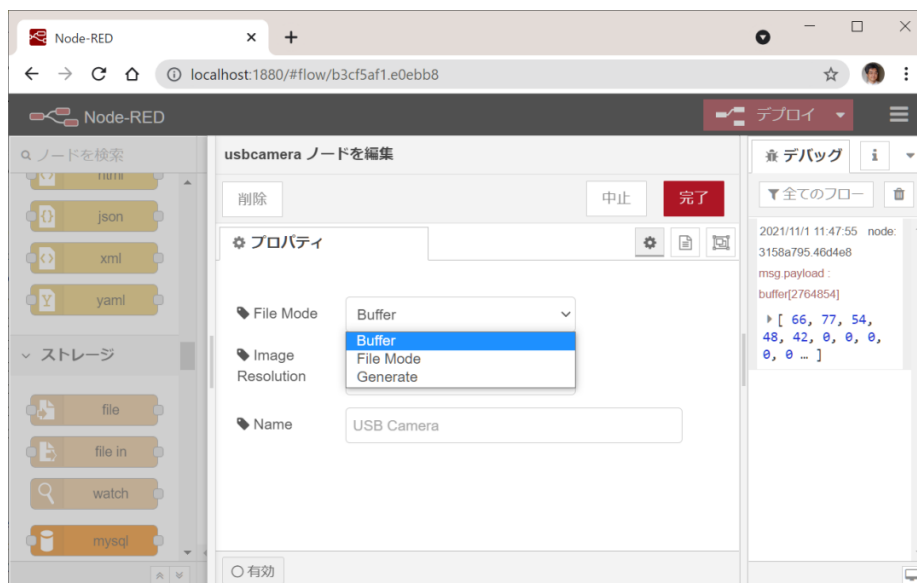 Node-RED
localhost:1880/#flow/b3cf5af1.e0ebb8
Node-RED
デプロイ
ノードを検索
html
json
xml
yaml
ストレージ
file
file in
watch
mysql
usbcamera ノードを編集
削除
中止
完了
プロパティ
File Mode
Buffer
Buffer
File Mode
Generate
Image
Resolution
Name
USB Camera
有効
デバッグ
i
全てのフロー
2021/11/1 11:47:55 node:
3158a795.46d4e8
msg.payload :
buffer[2764854]
[ 66, 77, 54,
48, 42, 0, 0, 0,
0, 0 … ]